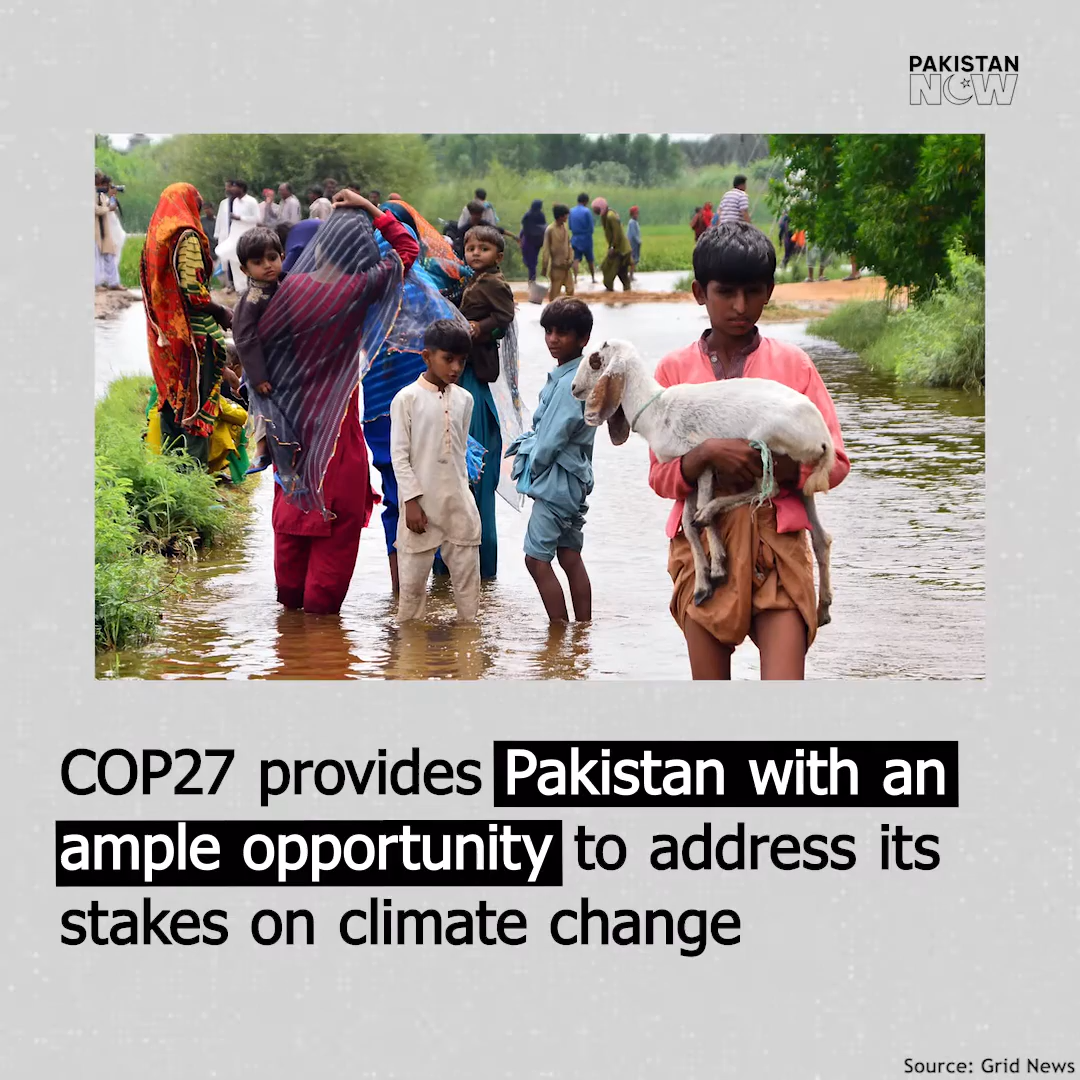 PAKISTAN
NOW
COP27 provides Pakistan with an
ample opportunity to address its
stakes on climate change
Source: Grid News